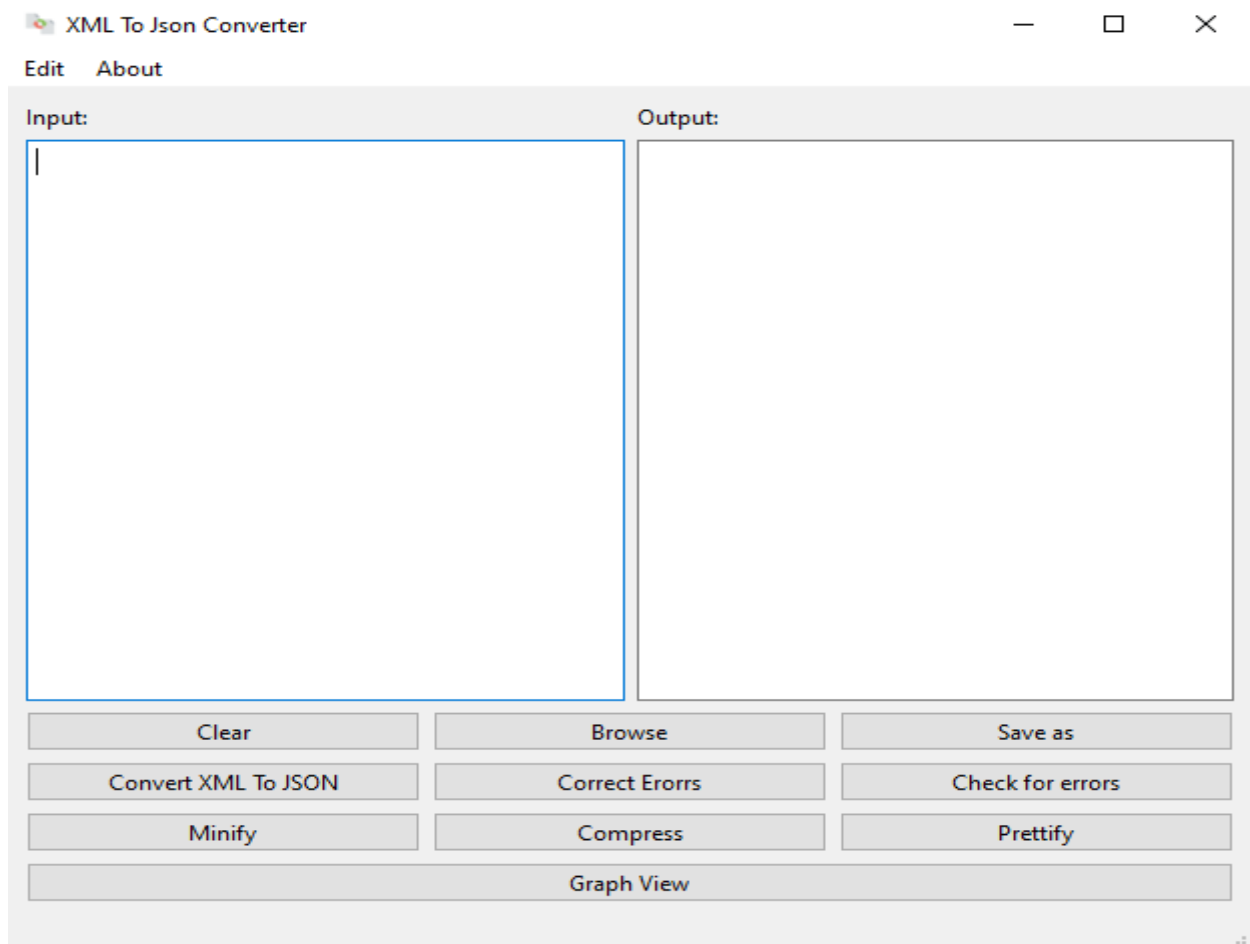 XML To Json Converter
Edit About
Input: Output:
Clear Browse Save as
Convert XML To JSON Correct Erorrs Check for errors
Minify Compress Prettify
Graph View